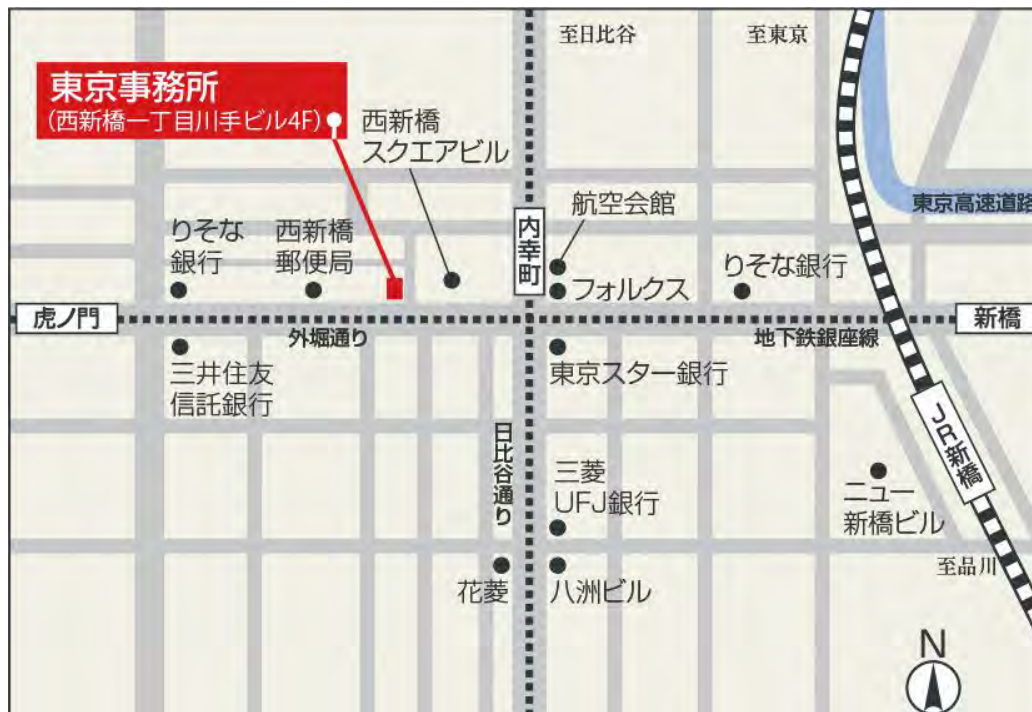 至日比谷
至東京
東京事務所
(西新橋一丁目川手ビル4F)
西新橋
スクエアビル
東京高速道路
航空会館
内幸町
りそな
銀行
西新橋
郵便局
フォルクス
りそな銀行
虎ノ門
新橋
外堀通り
地下鉄銀座線
三井住友
信託銀行
東京スター銀行
JR新橋
日比谷通り
三菱
UFJ銀行
ニュー
新橋ビル
至品川
花菱
八洲ビル
N